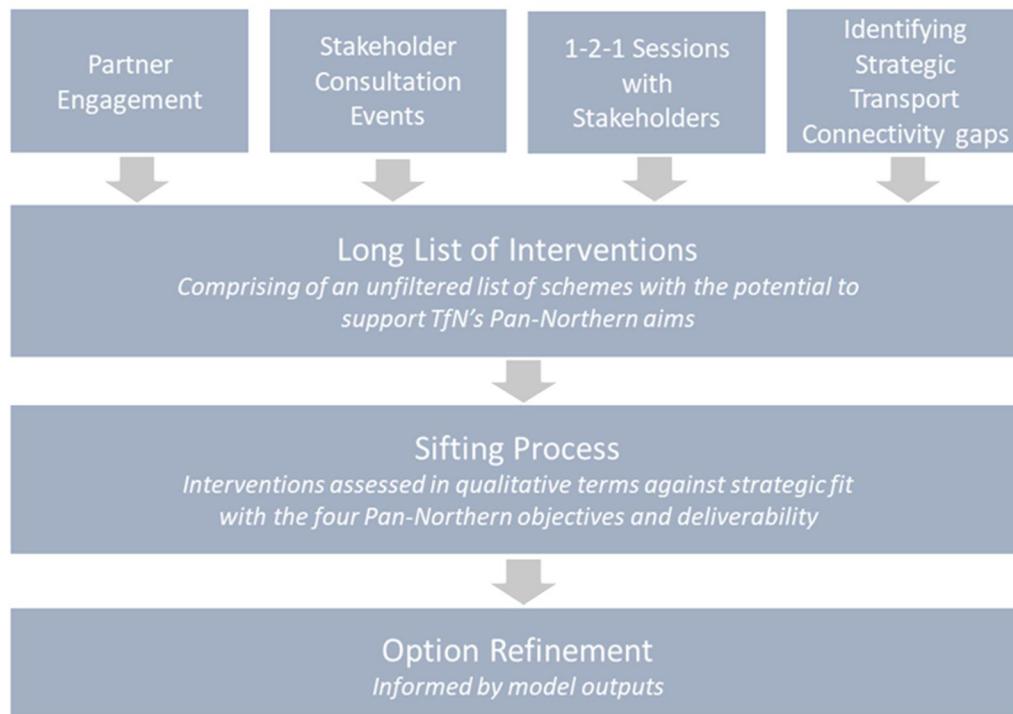 Partner
Engagement
Stakeholder
Consultation
Events
1-2-1 Sessions
with
Stakeholders
Identifying
Strategic
Transport
Connectivity gaps
Long List of Interventions
Comprising of an unfiltered list of schemes with the potential to
support TfN's Pan-Northern aims
Sifting Process
Interventions assessed in qualitative terms against strategic fit
with the four Pan-Northern objectives and deliverability
Option Refinement
Informed by model outputs